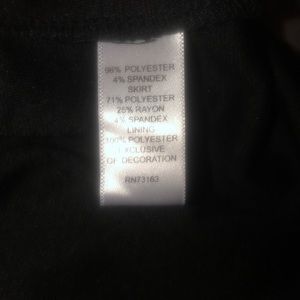 96% POLYESTER
4% SPANDEX
SKIRT
71% POLYESTER
25% RAYON
4% SPANDEX
LINING
100% POLYESTER
EXCLUSIVE
OF DECORATION
RN73163